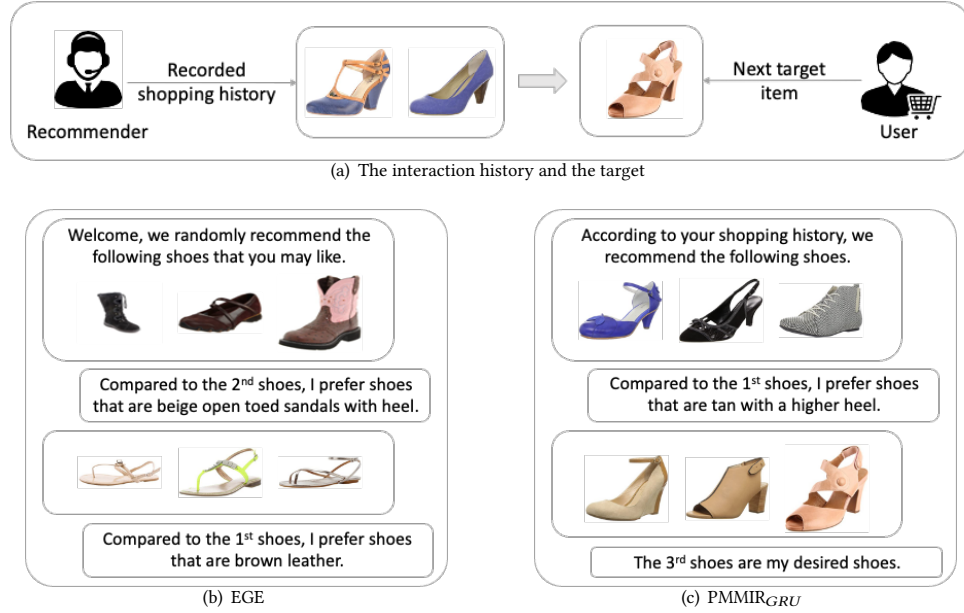 Recorded
shopping history
Next target
item
Recommender
User
(a) The interaction history and the target
Welcome, we randomly recommend the
following shoes that you may like.
Compared to the 2nd shoes, I prefer shoes
that are beige open toed sandals with heel.
Compared to the 1st shoes, I prefer shoes
that are brown leather.
(b) EGE
According to your shopping history, we
recommend the following shoes.
Compared to the 1st shoes, I prefer shoes
that are tan with a higher heel.
The 3rd shoes are my desired shoes.
(c) PMMIRGRU